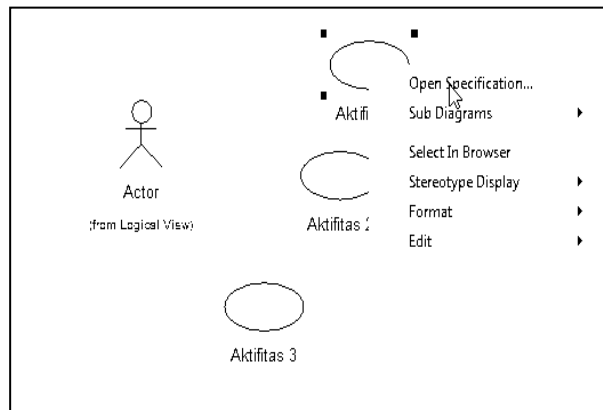 Open Specification...
Aktifi
Sub Diagrams
Select In Browser
Actor
Stereotype Display
(from Logical View)
Aktifitas 2
Format
Edit
Aktifitas 3